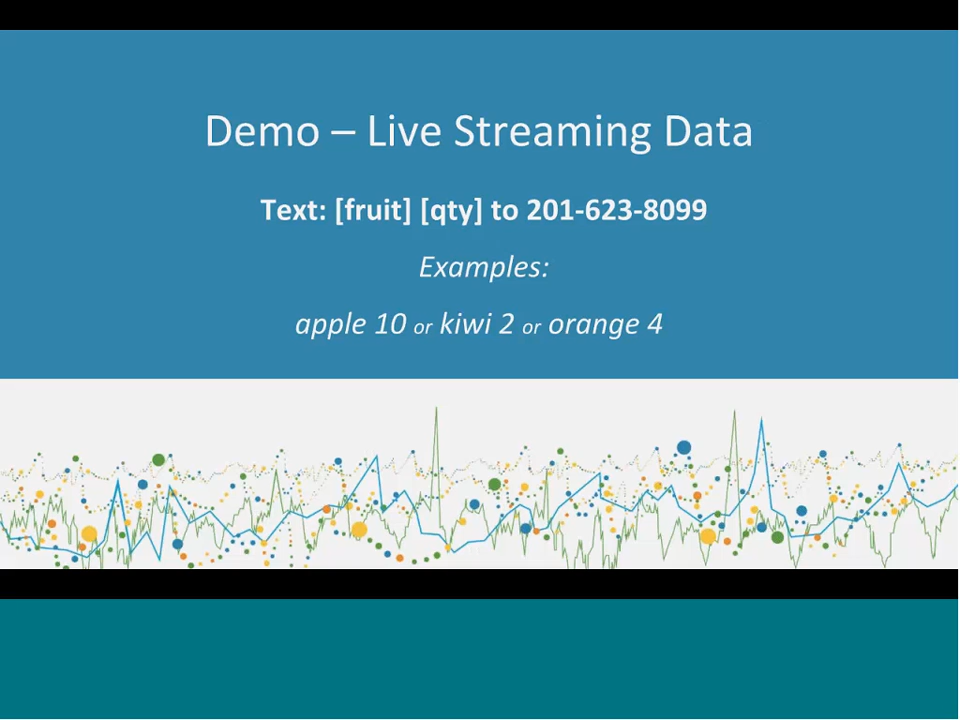 Demo – Live Streaming Data
Text: [fruit] [qty] to 201-623-8099
Examples:
apple 10 or kiwi 2 or orange 4